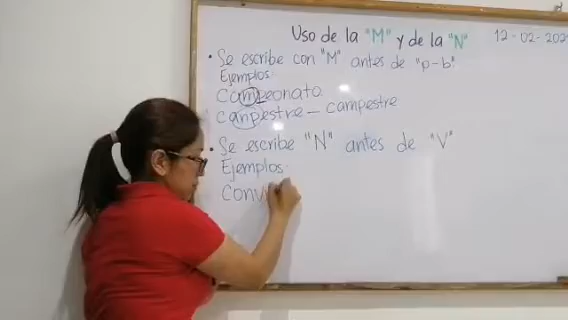 Uso de la "M" y de la "N" 12-02-202
• Se escribe con "M" antes de "p-b".
Ejemplos:
Campeonato
canpestre - campestre
• Se escribe "N" antes de "V"
Ejemplos:
Conv